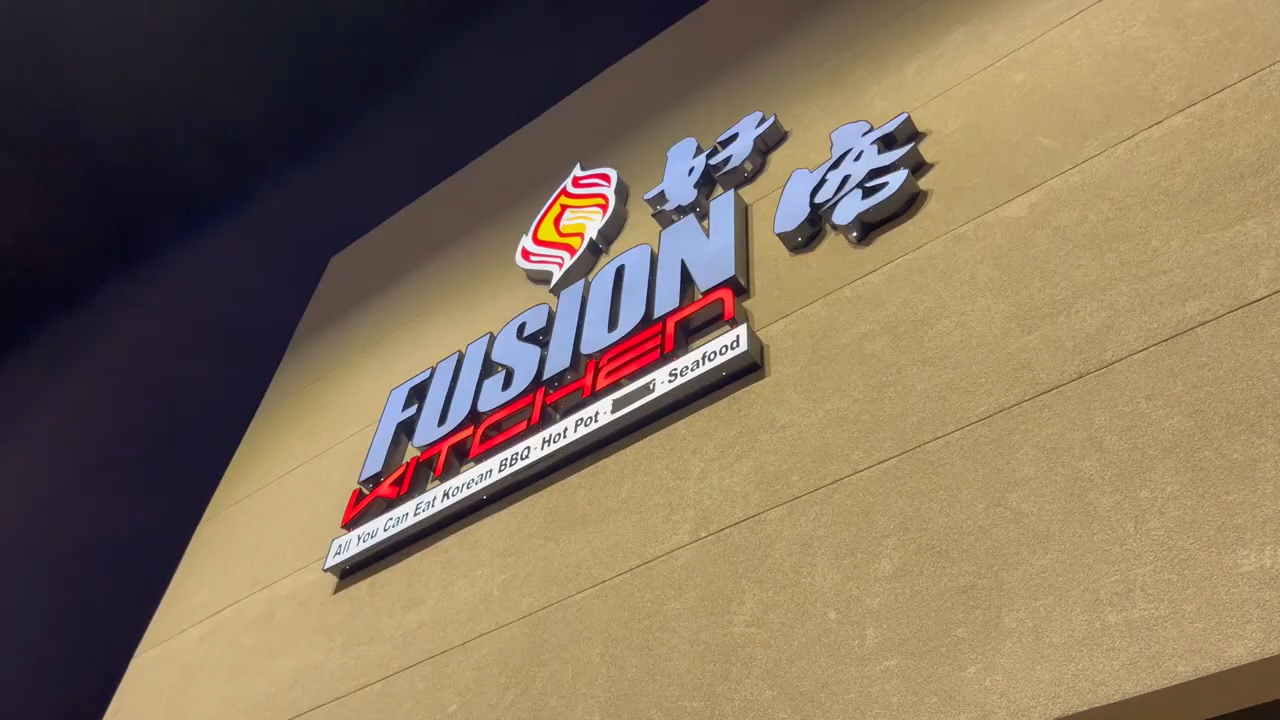 好
FUSION
KITCHEN
All You Can Eat Korean BBQ · Hot Pot · · Seafood